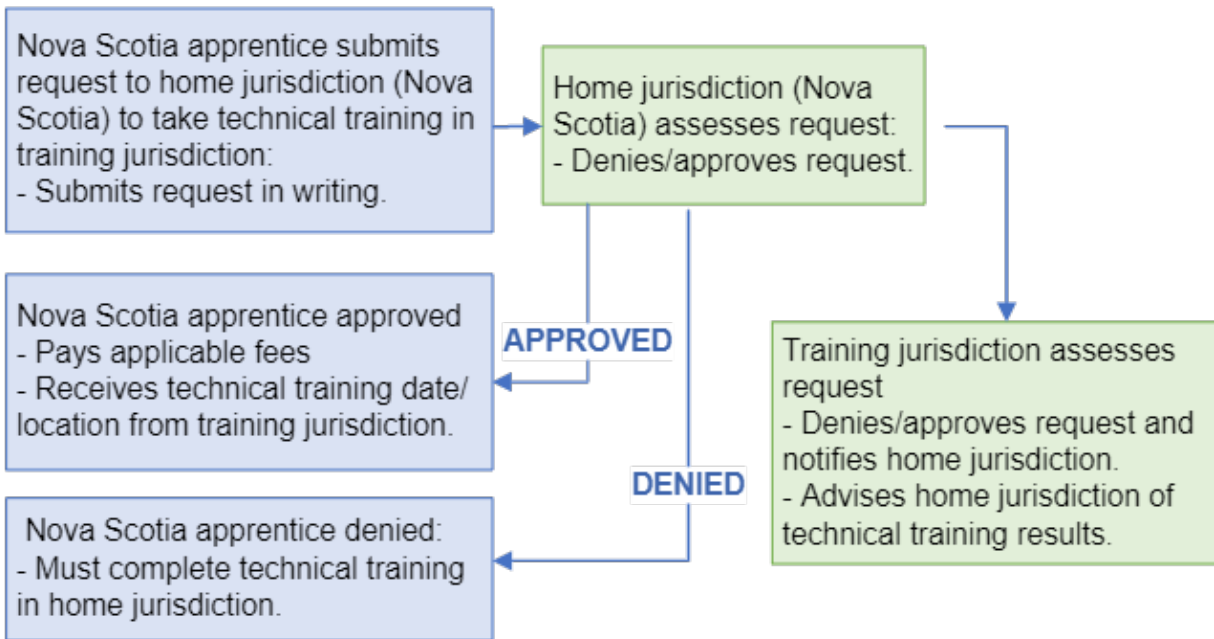 Nova Scotia apprentice submits
request to home jurisdiction (Nova
Scotia) to take technical training in
training jurisdiction:
- Submits request in writing.
Home jurisdiction (Nova
Scotia) assesses request:
- Denies/approves request.
Nova Scotia apprentice approved
- Pays applicable fees
- Receives technical training date/
location from training jurisdiction.
APPROVED
Training jurisdiction assesses
request
- Denies/approves request and
notifies home jurisdiction.
- Advises home jurisdiction of
technical training results.
DENIED
Nova Scotia apprentice denied:
- Must complete technical training
in home jurisdiction.